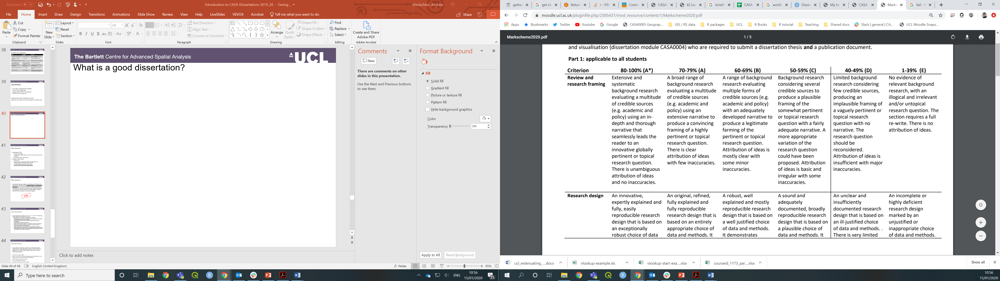 AutoSave Off
Introduction to CASA Dissertations 2019_20 - Saving...
Maclachlan, Andrew
File Home Insert Draw Design Transitions Animations Slide Show Review View Help LiveSlides VEVOX Acrobat Tell me what you want to do
Share
Paste
Cut
Copy
Format Painter
Clipboard
New Slide
Layout
Reset
Section
Slides
24
B I U S abc AV Aa A
Font
Text Direction
Align Text
Convert to SmartArt
Paragraph
Arrange
Quick Styles
Shape Fill
Shape Outline
Shape Effects
Drawing
Find
Replace
Select
Editing
Create and Share Adobe PDF
Adobe Acrobat
38
39
40
41
42
FAIL
43
44
The Bartlett Centre for Advanced Spatial Analysis
UCL
What is a good dissertation?
Click to add notes
Comments
New
There are comments on other
slides in this presentation.
Use the Next and Previous buttons
to see them.
Format Background
Fill
Solid fill
Gradient fill
Picture or texture fill
Pattern fill
Hide background graphics
Color
Transparency 0%
Apply to All Reset Background
Slide 40 of 48 English (United Kingdom)
Notes
95%
Type here to search
ENG
10:56
15/01/2020
25
moodle.ucl.ac.uk/pluginfile.php/2585437/mod_resource/content/1/Markscheme2020.pdf
Apps Bookmarks Twitter Youtube Google CASA0005 Geograp... GIS / RS data R packages UCL R Books R tutorial Teaching Shared docs Slack | general | CA... UCL Moodle Snaps...
Markscheme2020.pdf
1 / 5
and visualisation (dissertation module CASA0004) who are required to submit a dissertation thesis and a publication document.
Part 1: applicable to all students
Criterion 80-100% (A*) 70-79% (A) 60-69% (B) 50-59% (C) 40-49% (D) 1-39% (E)
Review and
research framing
Extensive and
systematic
background research
evaluating a multitude
of credible sources
(e.g. academic and
policy) using an in-
depth and thorough
narrative that
seamlessly leads the
reader to an
innovative globally
pertinent or topical
research question.
There is unambiguous
attribution of ideas
and no inaccuracies.
A broad range of
background research
evaluating a multitude
of credible sources
(e.g. academic and
policy) using an
extensive narrative to
produce a convincing
framing of a highly
pertinent or topical
research question.
There is clear
attribution of ideas
with few inaccuracies.
A range of background
research evaluating
multiple forms of
credible sources (e.g.
academic and policy)
with an adequately
developed narrative to
produce a legitimate
farming of the
pertinent or topical
research question.
Attribution of ideas is
mostly clear with
some minor
inaccuracies.
Background research
considering several
credible sources to
produce a plausible
framing of the
somewhat pertinent
or topical research
question with a fairly
adequate narrative. A
more appropriate
variation of the
research question
could have been
proposed. Attribution
of ideas is basic and
irregular with some
inaccuracies.
Limited background
research considering
few credible sources,
producing an
implausible framing of
a vaguely pertinent or
topical research
question with no
narrative. The
research question
should be
reconsidered.
Attribution of ideas is
insufficient with major
inaccuracies.
No evidence of
relevant background
research, with an
illogical and irrelevant
and/or untopical
research question. The
section requires a full
re-write. There is no
attribution of ideas.
Research design
An innovative,
expertly explained and
fully, easily
reproducible research
design that is based on
an exceptionally
robust choice of data
An original, refined,
fully explained and
fully reproducible
research design that is
based on an entirely
appropriate choice of
data and methods. It
A robust, well
explained and mostly
reproducible research
design that is based on
a well justified choice
of data and methods.
It demonstrates
A sound and
adequately
documented, broadly
reproducible research
design that is based on
a plausible choice of
data and methods. It
An unclear and
insufficiently
documented research
design that is based on
an ill-justified choice
of data and methods. .
There is very limited
An incomplete or
highly deficient
research design
marked by an
unjustified or
inappropriate choice
of data and methods.
ucl_extenuating_....docx
vlookup-example.xls
vlookup-start-exa....xlsx
courseid_1173_par....xlsx
Show all
10:56
15/01/2020